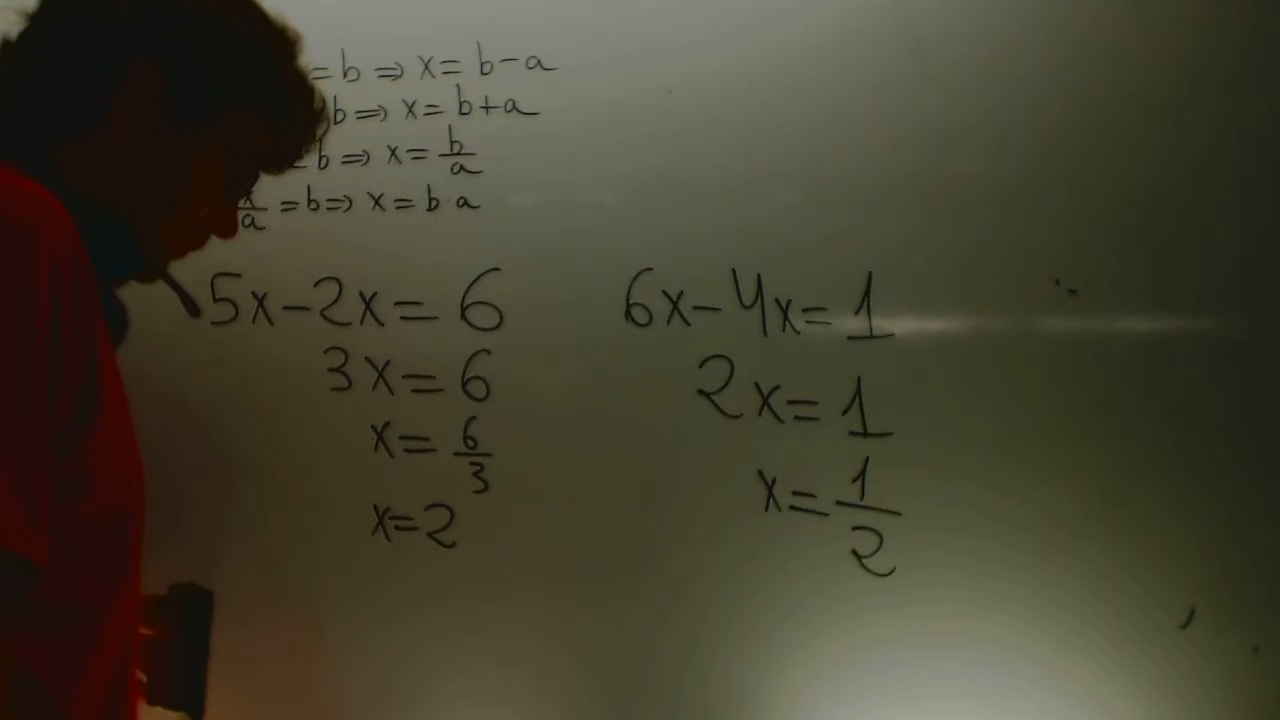 =b⇒ x= b-a
b⇒ x= b+a
=b⇒ x= b/a
x/a =b⇒ x= b·a
5x-2x=6
3x=6
x=6/3
x=2
6x-4x=1
2x=1
x=1/2